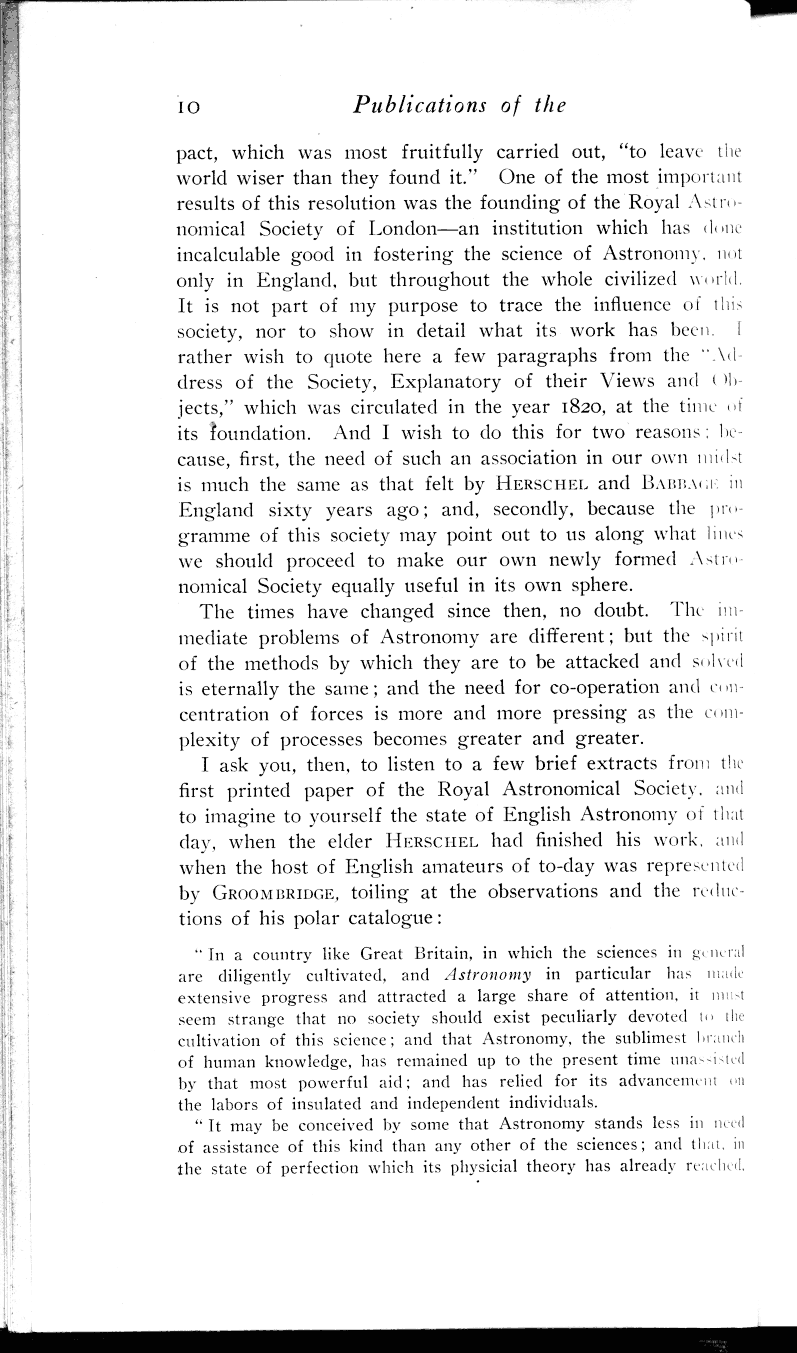 10 Publications of the
pact, which was most fruitfully carried out, “to leave the
world wiser than they found it.” One of the most important
results of this resolution was the founding of the Royal Astro-
nomical Society of London—an institution which has done
incalculable good in fostering the science of Astronomy, not
only in England, but throughout the whole civilized world.
It is not part of my purpose to trace the influence of this
society, nor to show in detail what its work has been. I
rather wish to quote here a few paragraphs from the “Ad-
dress of the Society, Explanatory of their Views and Ob-
jects,” which was circulated in the year 1820, at the time of
its foundation. And I wish to do this for two reasons; be-
cause, first, the need of such an association in our own midst
is much the same as that felt by HERSCHEL and BABBAGE in
England sixty years ago; and, secondly, because the pro-
gramme of this society may point out to us along what lines
we should proceed to make our own newly formed Astro-
nomical Society equally useful in its own sphere.
The times have changed since then, no doubt. The im-
mediate problems of Astronomy are different; but the spirit
of the methods by which they are to be attacked and solved
is eternally the same; and the need for co-operation and con-
centration of forces is more and more pressing as the com-
plexity of processes becomes greater and greater.
I ask you, then, to listen to a few brief extracts from the
first printed paper of the Royal Astronomical Society, and
to imagine to yourself the state of English Astronomy of that
day, when the elder HERSCHEL had finished his work, and
when the host of English amateurs of to-day was represented
by GROOMBRIDGE, toiling at the observations and the reduc-
tions of his polar catalogue:
“In a country like Great Britain, in which the sciences in general
are diligently cultivated, and Astronomy in particular has made
extensive progress and attracted a large share of attention, it must
seem strange that no society should exist peculiarly devoted to the
cultivation of this science; and that Astronomy, the sublimest branch
of human knowledge, has remained up to the present time unassisted
by that most powerful aid; and has relied for its advancement on
the labors of insulated and independent individuals.
“It may be conceived by some that Astronomy stands less in need
of assistance of this kind than any other of the sciences; and that, in
the state of perfection which its physicial theory has already reached,